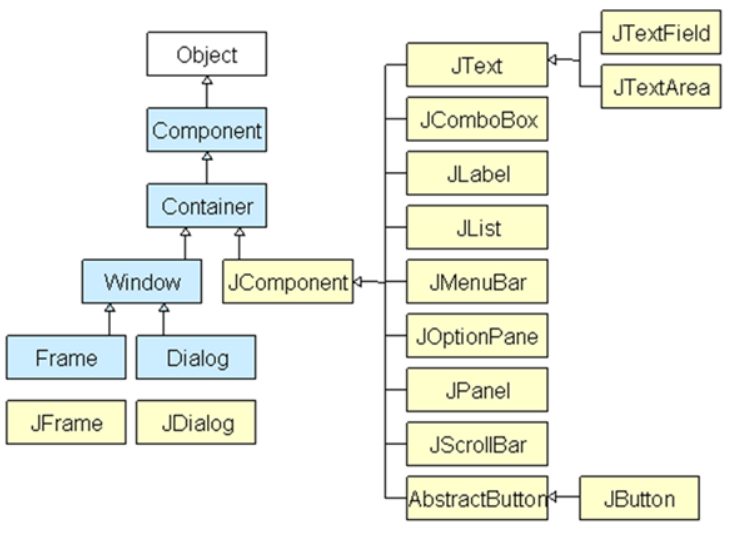 Object
Component
Container
Window
JComponent
Frame
Dialog
JFrame
JDialog
JText
JComboBox
JLabel
JList
JMenuBar
JOptionPane
JPanel
JScrollBar
AbstractButton
JTextField
JTextArea
JButton